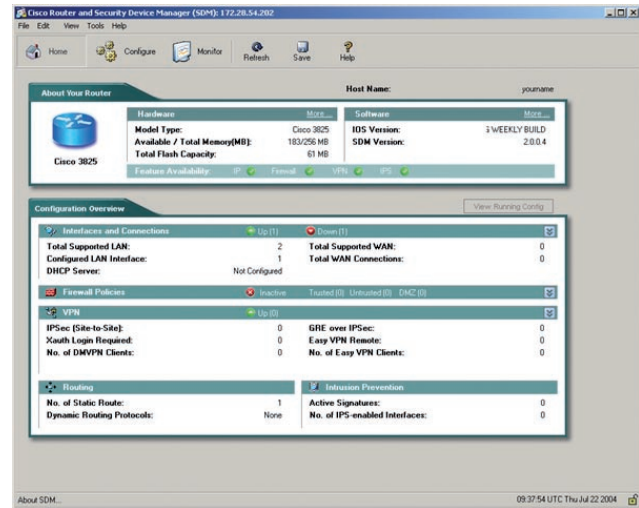 Cisco Router and Security Device Manager (SDM): 172.28.54.202
File Edit View Tools Help
Home Configure Monitor Refresh Save Help
About Your Router
Host Name: yourname
Hardware More...
Software More...
Cisco 3825
Model Type: Cisco 3825
IOS Version: WEEKLY BUILD
Available / Total Memory(MB): 183/256 MB
SDM Version: 2.0.0.4
Total Flash Capacity: 61 MB
Feature Availability: IP Firewall VPN IPS
Configuration Overview
View Running Config
Interfaces and Connections Up (1) Down (1)
Total Supported LAN: 2
Total Supported WAN: 0
Configured LAN Interface: 1
Total WAN Connections: 0
DHCP Server: Not Configured
Firewall Policies Inactive Trusted (0) Untrusted (0) DMZ (0)
VPN Up (0)
IPSec (Site-to-Site): 0
GRE over IPSec: 0
Xauth Login Required: 0
Easy VPN Remote: 0
No. of DMVPN Clients: 0
No. of Easy VPN Clients: 0
Routing
Intrusion Prevention
No. of Static Route: 1
Active Signatures: 0
Dynamic Routing Protocols: None
No. of IPS-enabled Interfaces: 0
About SDM...
09:37:54 UTC Thu Jul 22 2004